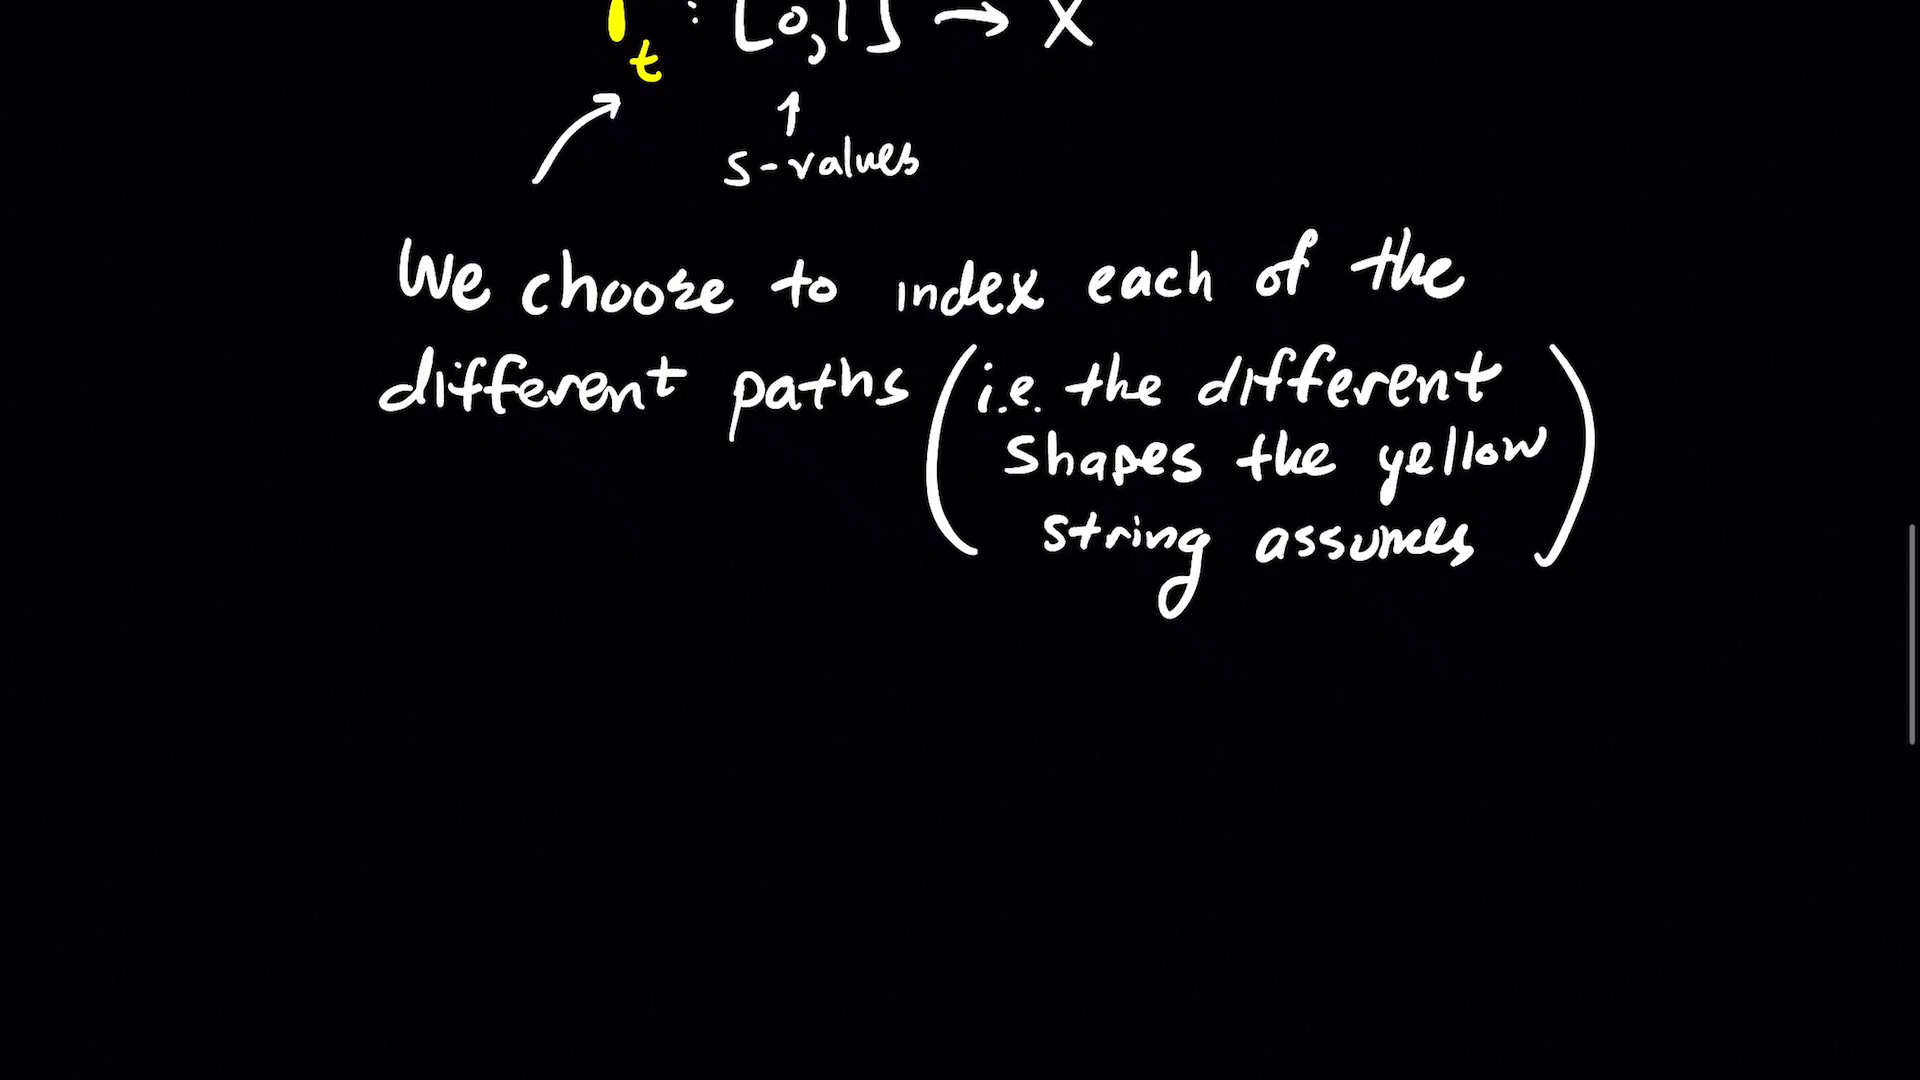 t : [0,1] → X
↑
s-values
We choose to index each of the
different paths (i.e. the different
shapes the yellow
string assumes)